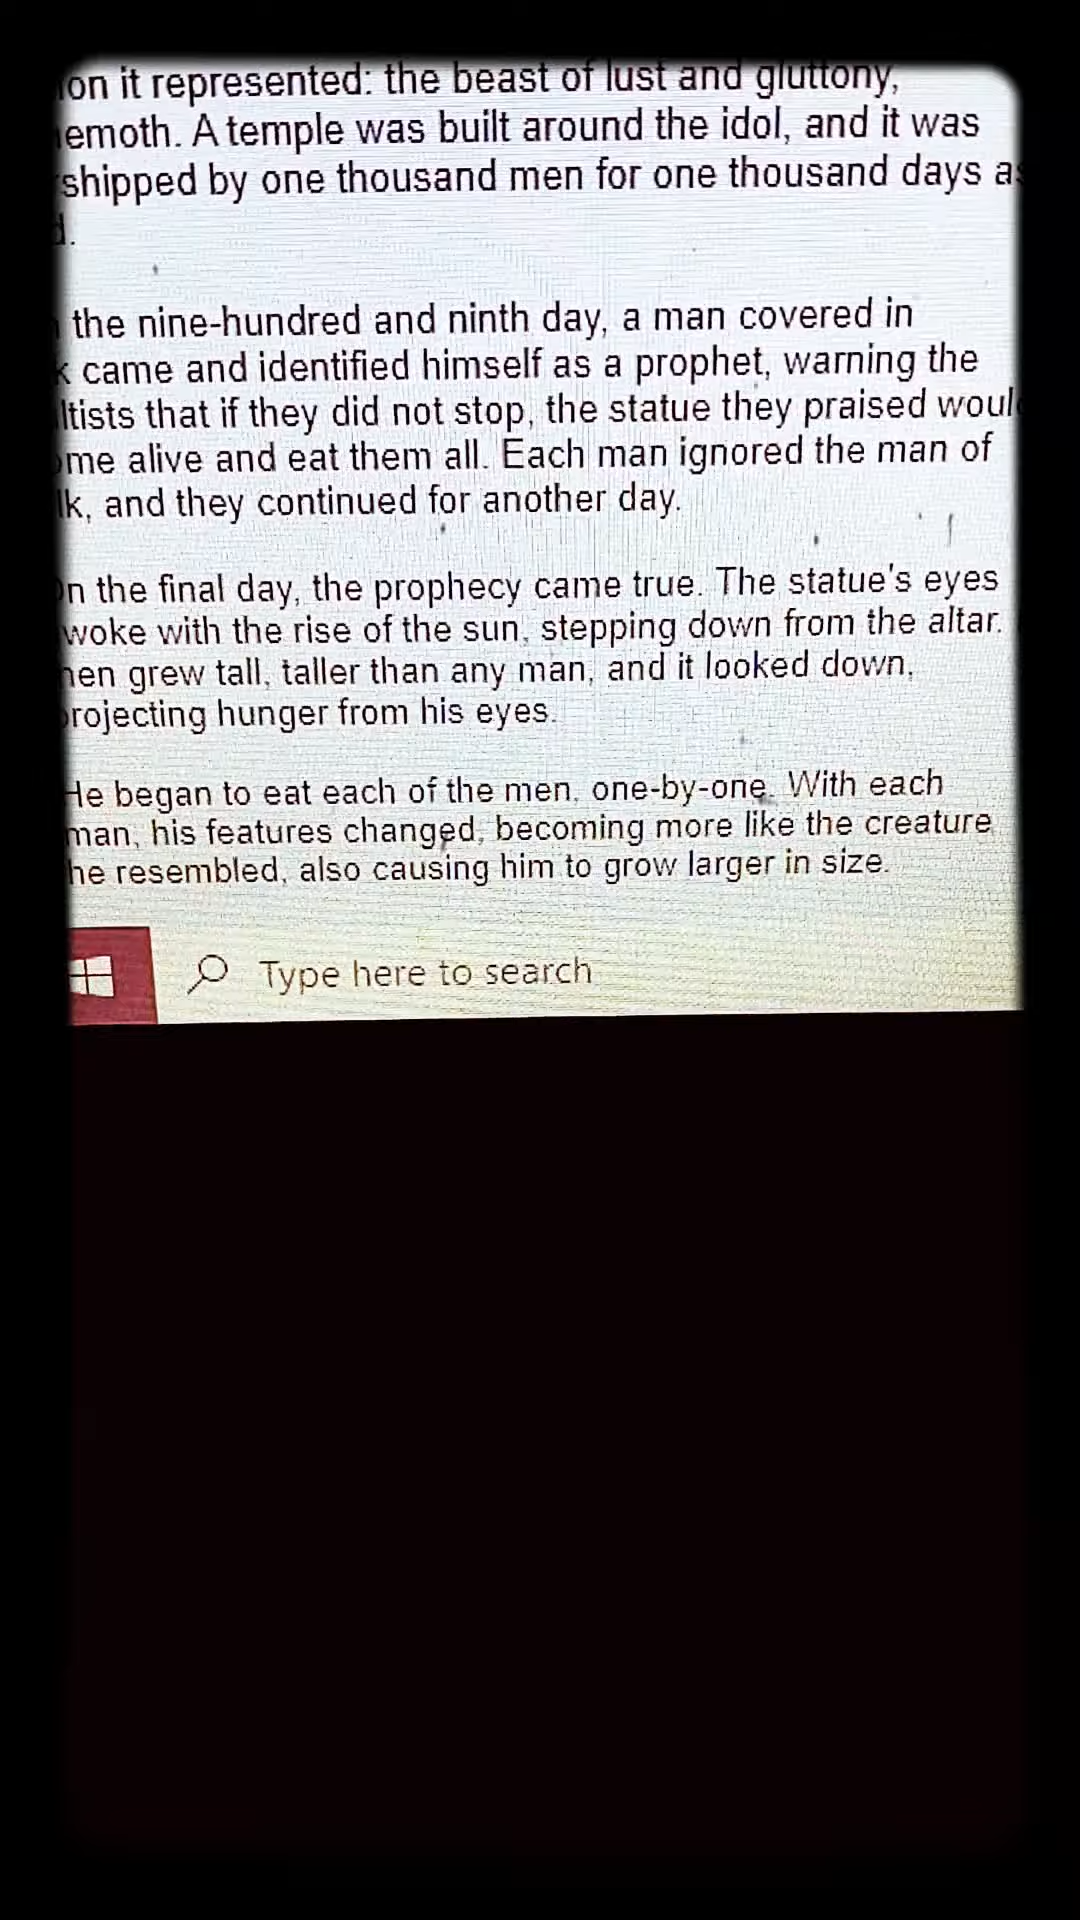 on it represented: the beast of lust and gluttony,
emoth. A temple was built around the idol, and it was
shipped by one thousand men for one thousand days as
d.
the nine-hundred and ninth day, a man covered in
k came and identified himself as a prophet, warning the
ltists that if they did not stop, the statue they praised would
ome alive and eat them all. Each man ignored the man of
lk, and they continued for another day.
On the final day, the prophecy came true. The statue's eyes
woke with the rise of the sun, stepping down from the altar.
hen grew tall, taller than any man, and it looked down,
projecting hunger from his eyes.
He began to eat each of the men, one-by-one. With each
man, his features changed, becoming more like the creature
he resembled, also causing him to grow larger in size.
Type here to search